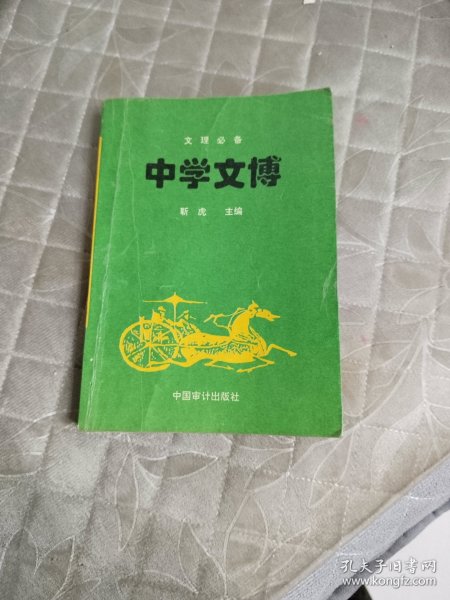 文理必备
中学文博
靳虎 主编
中国审计出版社
孔夫子旧书网
www.kongfz.com